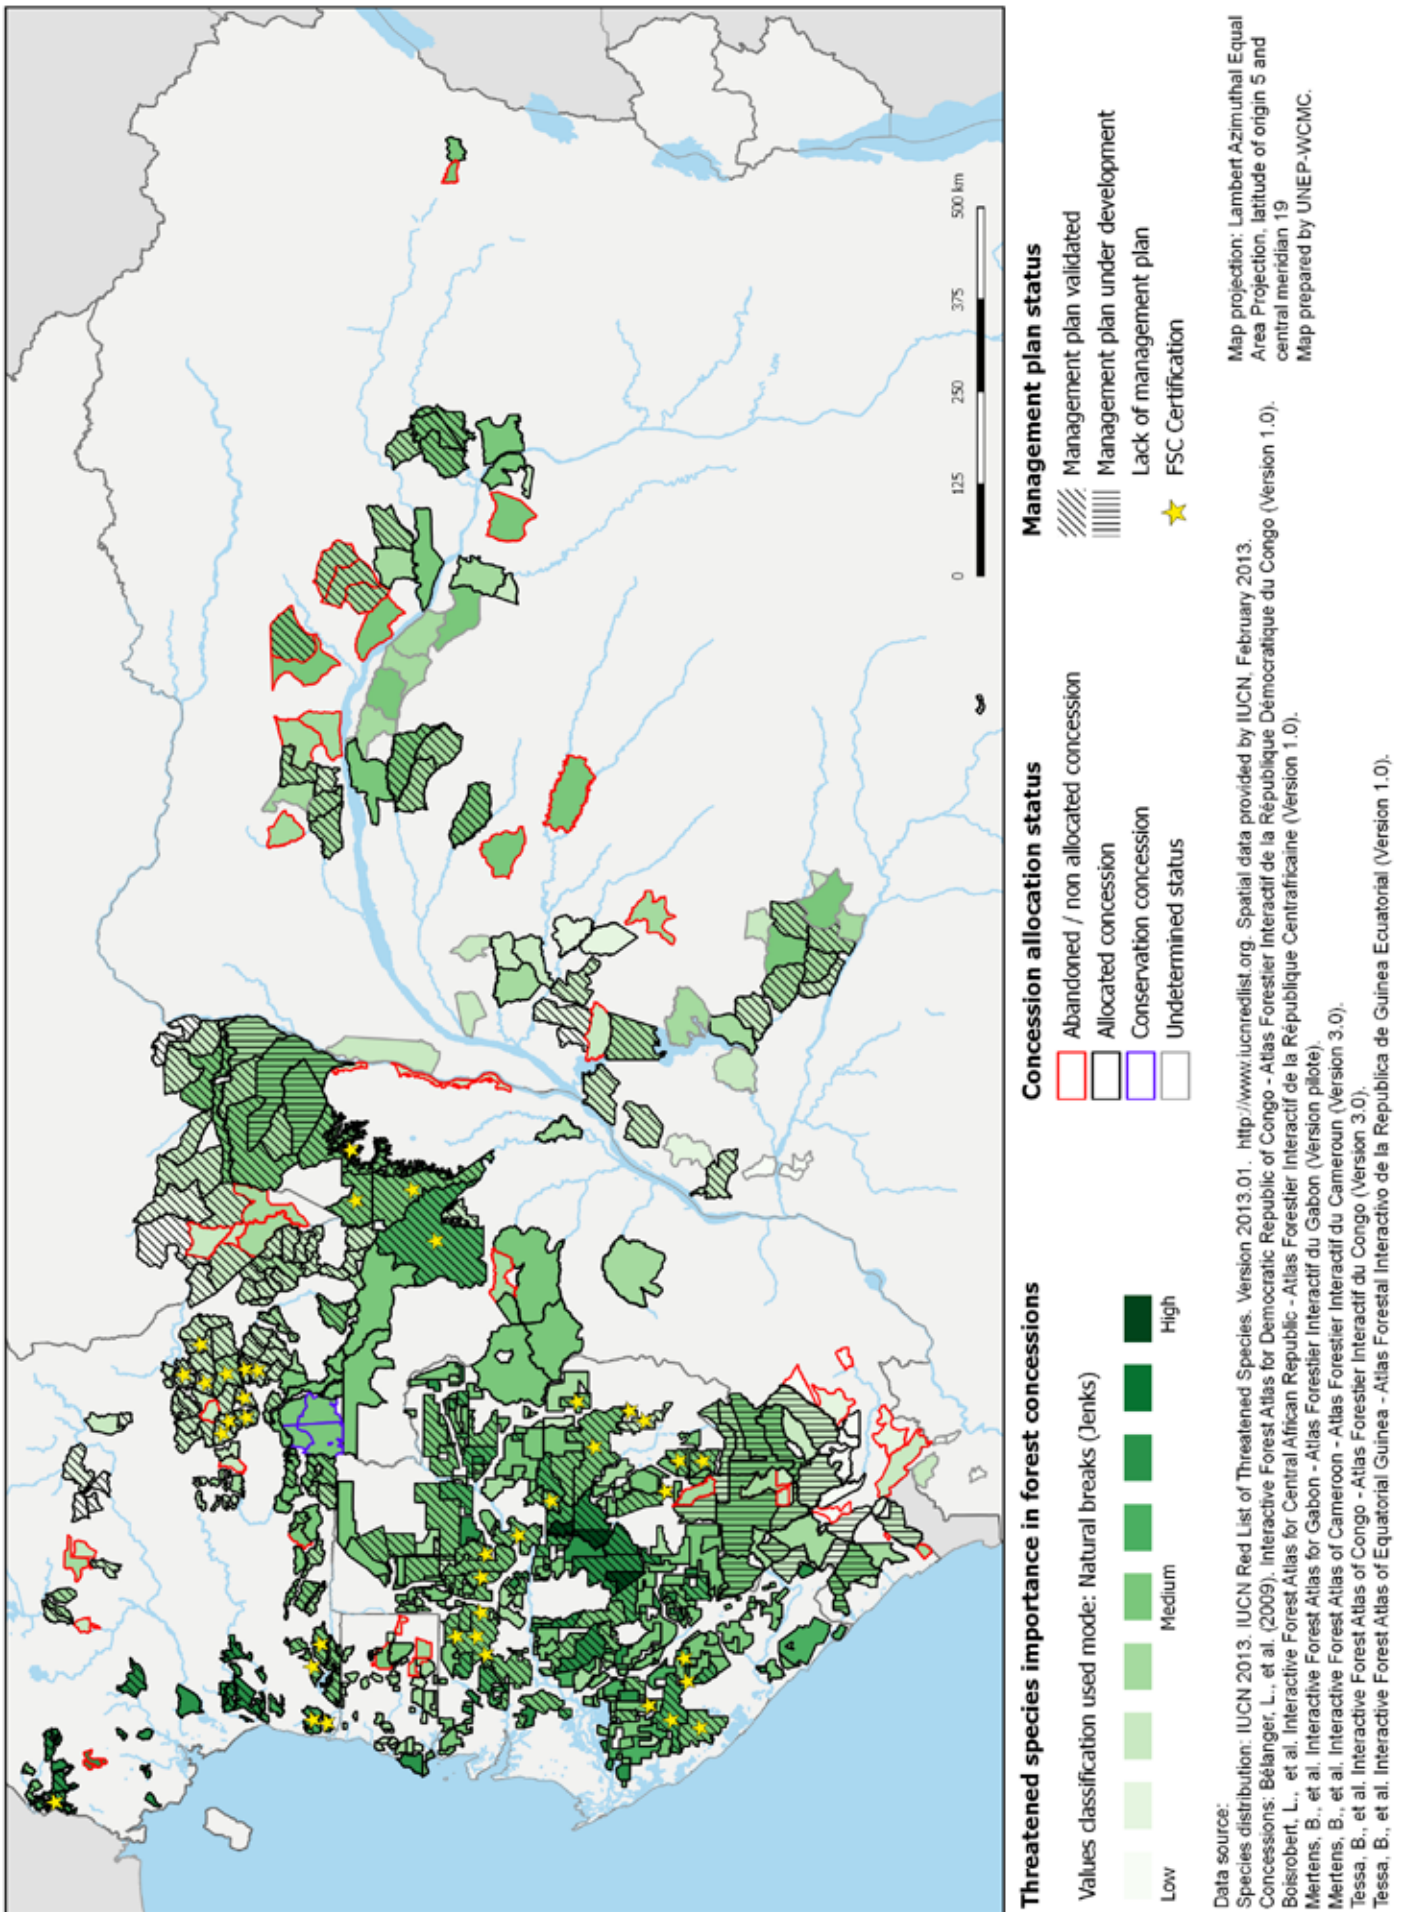 0 125 250 375 500 km
Threatened species importance in forest concessions
Values classification used mode: Natural breaks (Jenks)
Low Medium High
Concession allocation status
Abandoned / non allocated concession
Allocated concession
Conservation concession
Undetermined status
Management plan status
Management plan validated
Management plan under development
Lack of management plan
FSC Certification
Data source:
Species distribution: IUCN 2013. IUCN Red List of Threatened Species. Version 2013.01. http://www.iucnredlist.org. Spatial data provided by IUCN, February 2013.
Concessions: Bélanger, L., et al. (2009). Interactive Forest Atlas for Democratic Republic of Congo - Atlas Forestier Interactif de la République Démocratique du Congo (Version 1.0).
Boisrobert, L., et al. Interactive Forest Atlas for Central African Republic - Atlas Forestier Interactif de la République Centrafricaine (Version 1.0).
Mertens, B., et al. Interactive Forest Atlas for Gabon - Atlas Forestier Interactif du Gabon (Version pilote).
Mertens, B., et al. Interactive Forest Atlas of Cameroon - Atlas Forestier Interactif du Cameroun (Version 3.0).
Tessa, B., et al. Interactive Forest Atlas of Congo - Atlas Forestier Interactif du Congo (Version 3.0).
Tessa, B., et al. Interactive Forest Atlas of Equatorial Guinea - Atlas Forestal Interactivo de la Republica de Guinea Ecuatorial (Version 1.0).
Map projection: Lambert Azimuthal Equal
Area Projection, latitude of origin 5 and
central meridian 19
Map prepared by UNEP-WCMC.